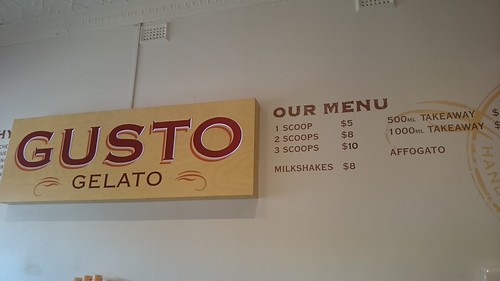 GUSTO
GELATO
OUR MENU
1 SCOOP $5
2 SCOOPS $8
3 SCOOPS $10
MILKSHAKES $8
500ML TAKEAWAY $
1000ML TAKEAWAY $
AFFOGATO
HAN